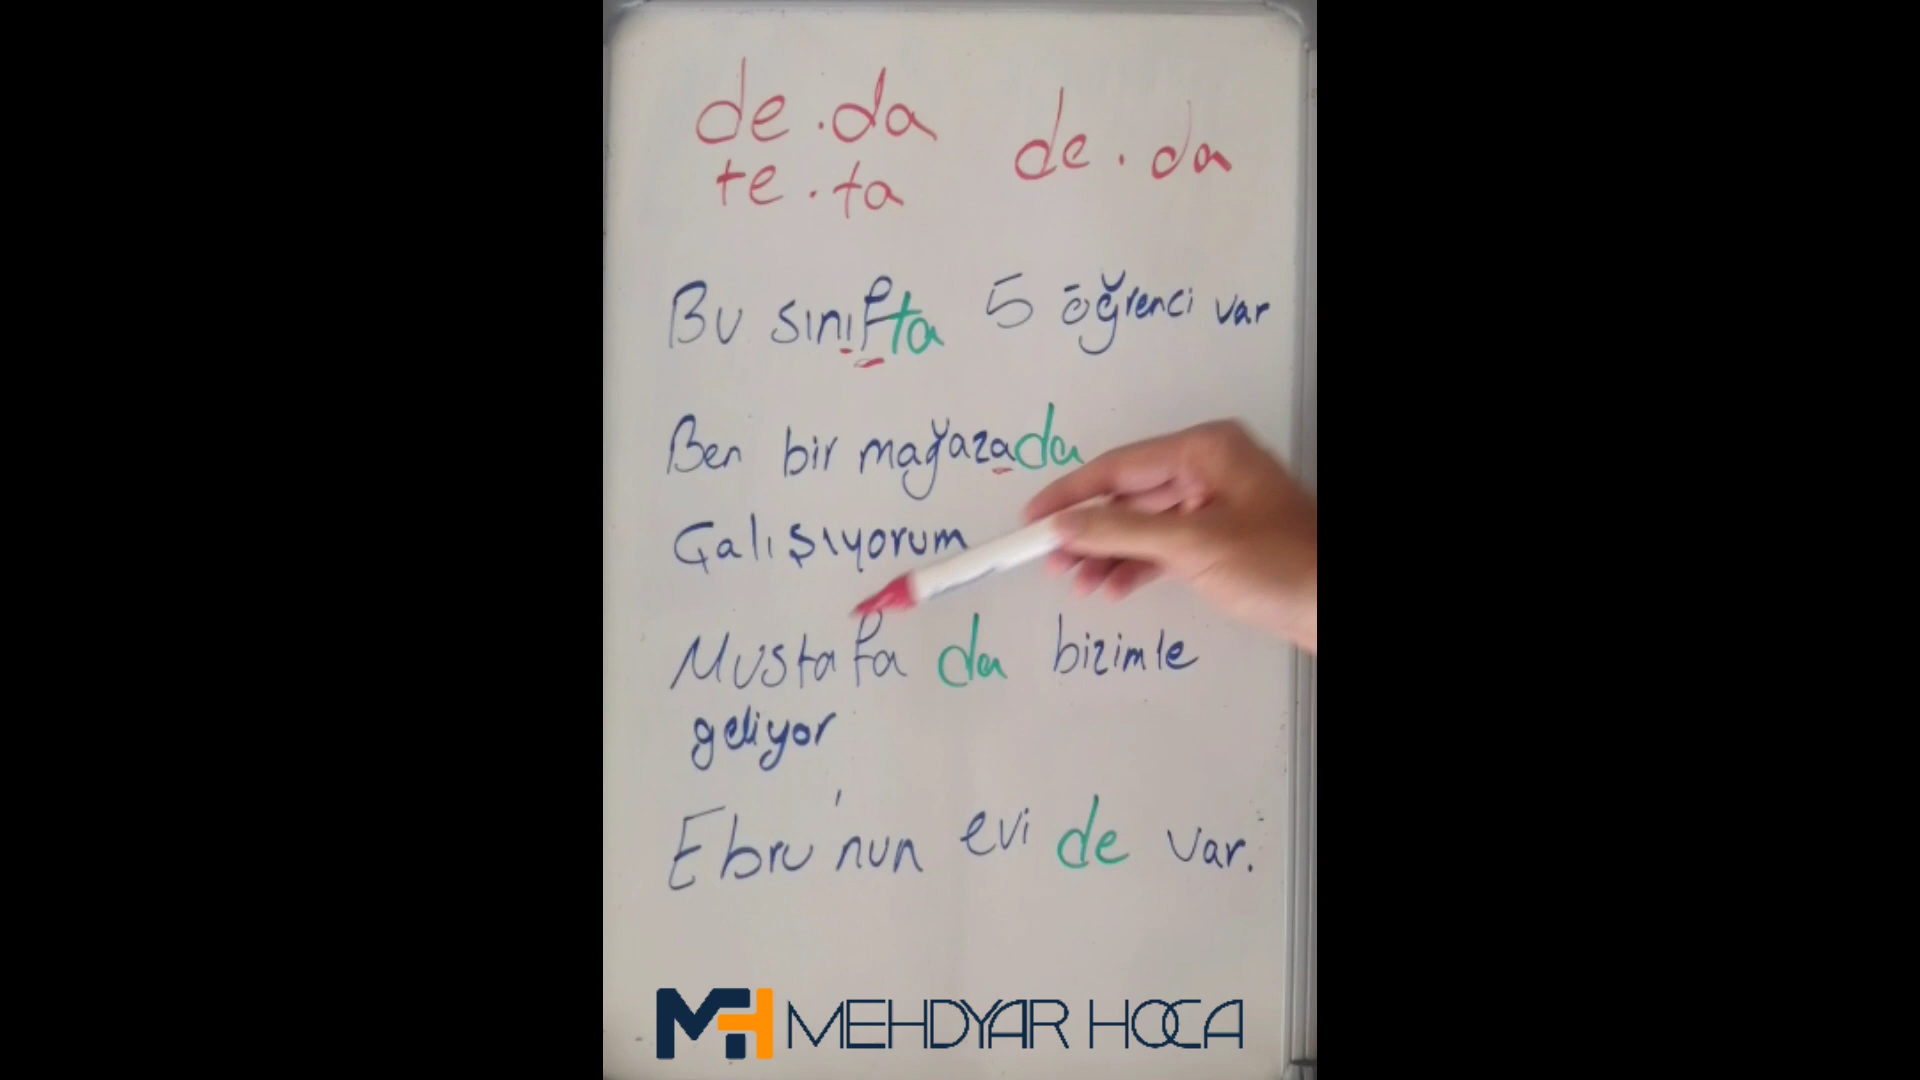 de . da de . da
te . ta
Bu sınıfta 5 öğrenci var
Ben bir mağazada
Çalışıyorum
Mustafa da bizimle
geliyor
Ebru'nun evi de var.
MH MEHDYAR HOCA